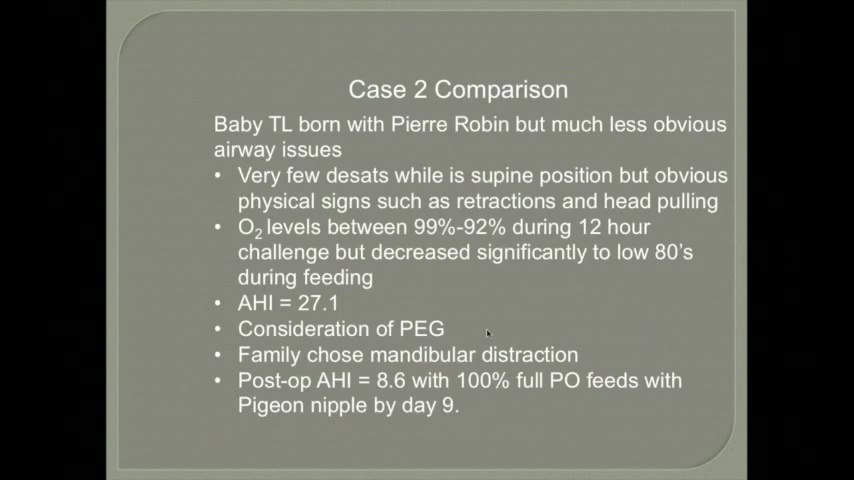 Case 2 Comparison
Baby TL born with Pierre Robin but much less obvious
airway issues
• Very few desats while is supine position but obvious
physical signs such as retractions and head pulling
• O₂ levels between 99%-92% during 12 hour
challenge but decreased significantly to low 80's
during feeding
• AHI = 27.1
• Consideration of PEG
• Family chose mandibular distraction
• Post-op AHI = 8.6 with 100% full PO feeds with
Pigeon nipple by day 9.